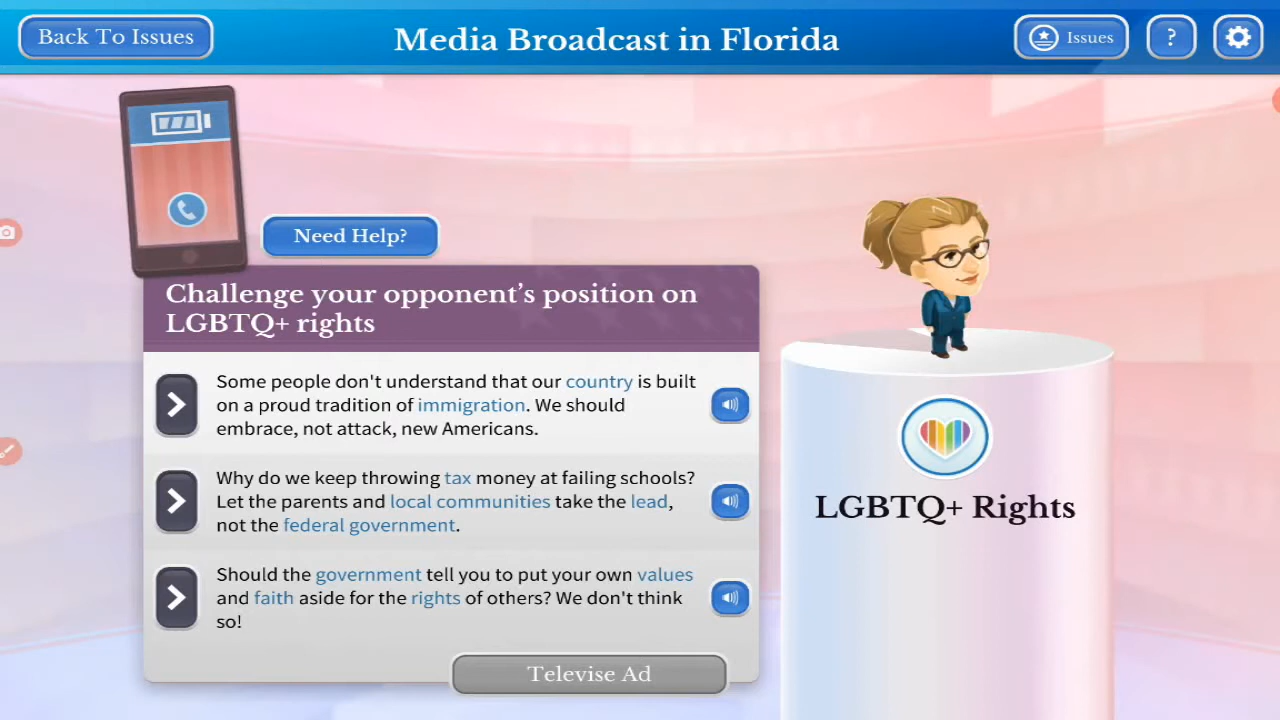 Back To Issues
Media Broadcast in Florida
Issues
?
Need Help?
Challenge your opponent's position on
LGBTQ+ rights
Some people don't understand that our country is built
on a proud tradition of immigration. We should
embrace, not attack, new Americans.
Why do we keep throwing tax money at failing schools?
Let the parents and local communities take the lead,
not the federal government.
Should the government tell you to put your own values
and faith aside for the rights of others? We don't think
so!
Televise Ad
LGBTQ+ Rights